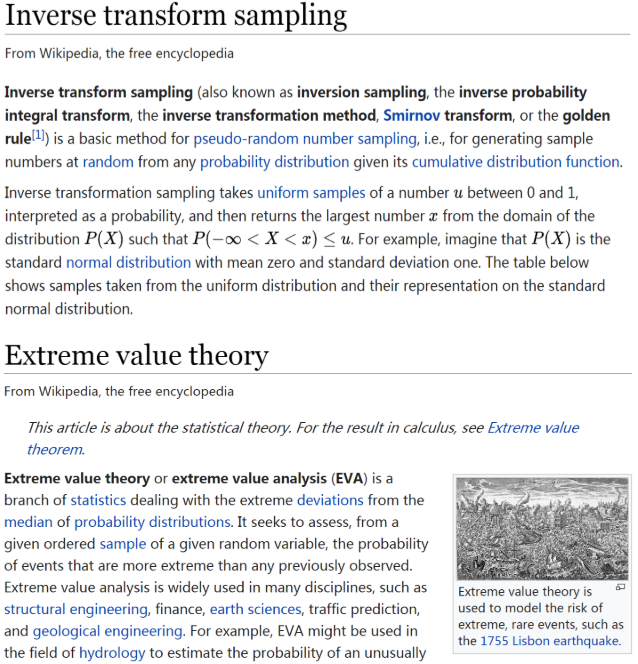 Inverse transform sampling
From Wikipedia, the free encyclopedia
Inverse transform sampling (also known as inversion sampling, the inverse probability
integral transform, the inverse transformation method, Smirnov transform, or the golden
rule[1]) is a basic method for pseudo-random number sampling, i.e., for generating sample
numbers at random from any probability distribution given its cumulative distribution function.
Inverse transformation sampling takes uniform samples of a number u between 0 and 1,
interpreted as a probability, and then returns the largest number x from the domain of the
distribution P(X) such that P(−∞ < X < x) ≤ u. For example, imagine that P(X) is the
standard normal distribution with mean zero and standard deviation one. The table below
shows samples taken from the uniform distribution and their representation on the standard
normal distribution.
Extreme value theory
From Wikipedia, the free encyclopedia
This article is about the statistical theory. For the result in calculus, see Extreme value
theorem.
Extreme value theory or extreme value analysis (EVA) is a
branch of statistics dealing with the extreme deviations from the
median of probability distributions. It seeks to assess, from a
given ordered sample of a given random variable, the probability
of events that are more extreme than any previously observed.
Extreme value analysis is widely used in many disciplines, such as
structural engineering, finance, earth sciences, traffic prediction,
and geological engineering. For example, EVA might be used in
the field of hydrology to estimate the probability of an unusually
Extreme value theory is
used to model the risk of
extreme, rare events, such as
the 1755 Lisbon earthquake.